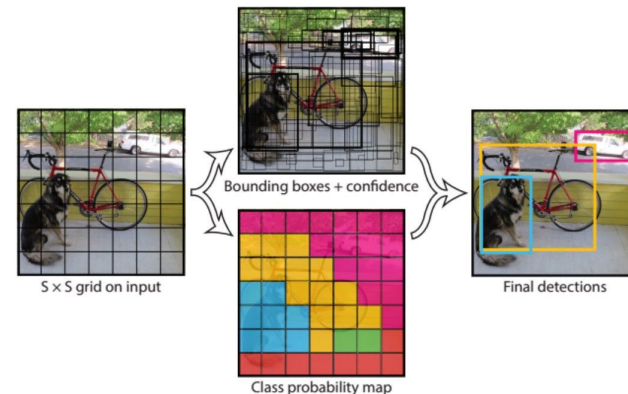 S × S grid on input
Bounding boxes + confidence
Class probability map
Final detections